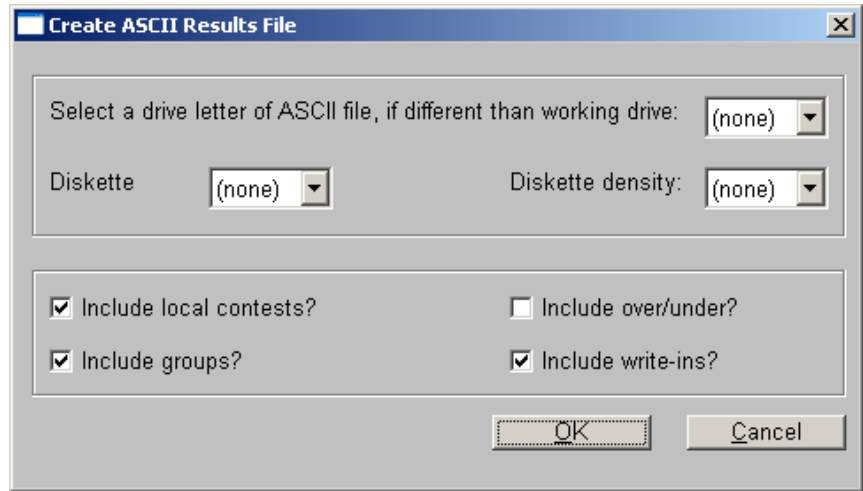 Create ASCII Results File
Select a drive letter of ASCII file, if different than working drive: (none)
Diskette (none) Diskette density: (none)
Include local contests? Include over/under?
Include groups? Include write-ins?
OK Cancel